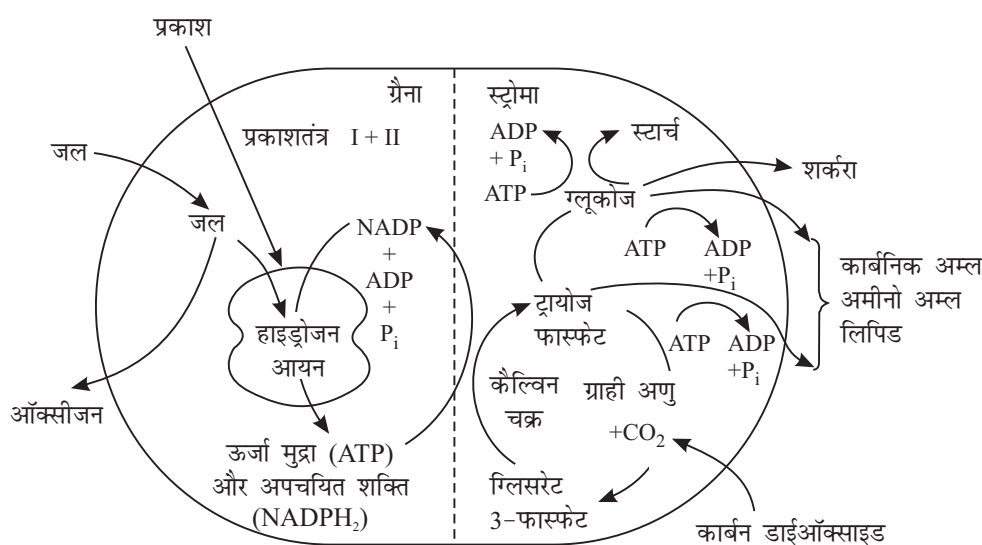 प्रकाश
ग्रैना
स्ट्रोमा
प्रकाशतंत्र I + II
जल
जल
ADP
+ Pi
ATP
स्टार्च
ग्लूकोज
शर्करा
NADP
+
ADP
+
Pi
ATP
ADP
+Pi
कार्बनिक अम्ल
अमीनो अम्ल
लिपिड
हाइड्रोजन
आयन
ट्रायोज
फास्फेट
ATP
ADP
+Pi
ऑक्सीजन
कैल्विन
चक्र
ग्राही अणु
+CO2
ऊर्जा मुद्रा (ATP)
और अपचयित शक्ति
(NADPH2)
ग्लिसरेट
3-फास्फेट
कार्बन डाईऑक्साइड